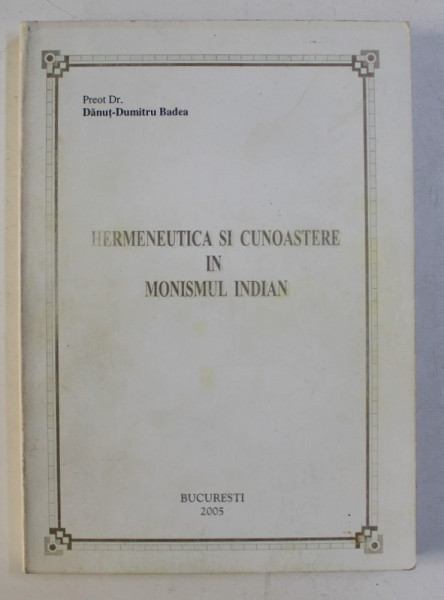 Preot Dr.
Dănuț-Dumitru Badea
HERMENEUTICA SI CUNOASTERE
IN
MONISMUL INDIAN
BUCURESTI
2005